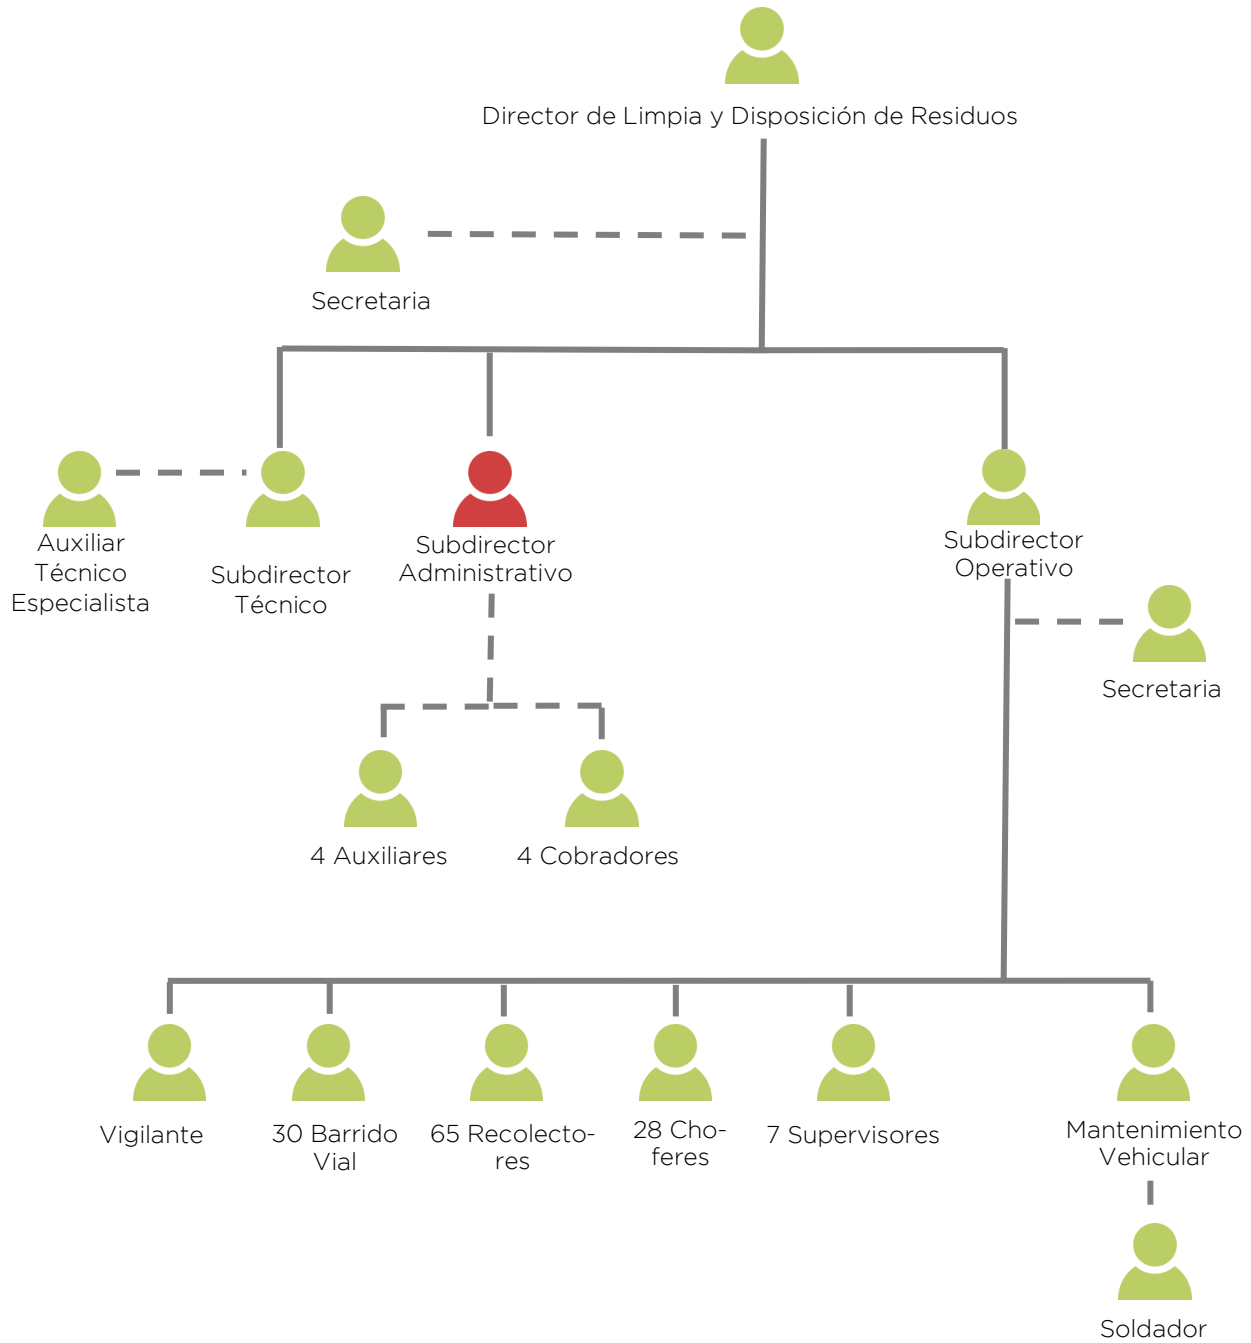 Director de Limpia y Disposición de Residuos
Secretaria
Auxiliar
Técnico
Especialista
Subdirector
Técnico
Subdirector
Administrativo
Subdirector
Operativo
Secretaria
4 Auxiliares
4 Cobradores
Vigilante
30 Barrido
Vial
65 Recolecto-
res
28 Cho-
feres
7 Supervisores
Mantenimiento
Vehicular
Soldador